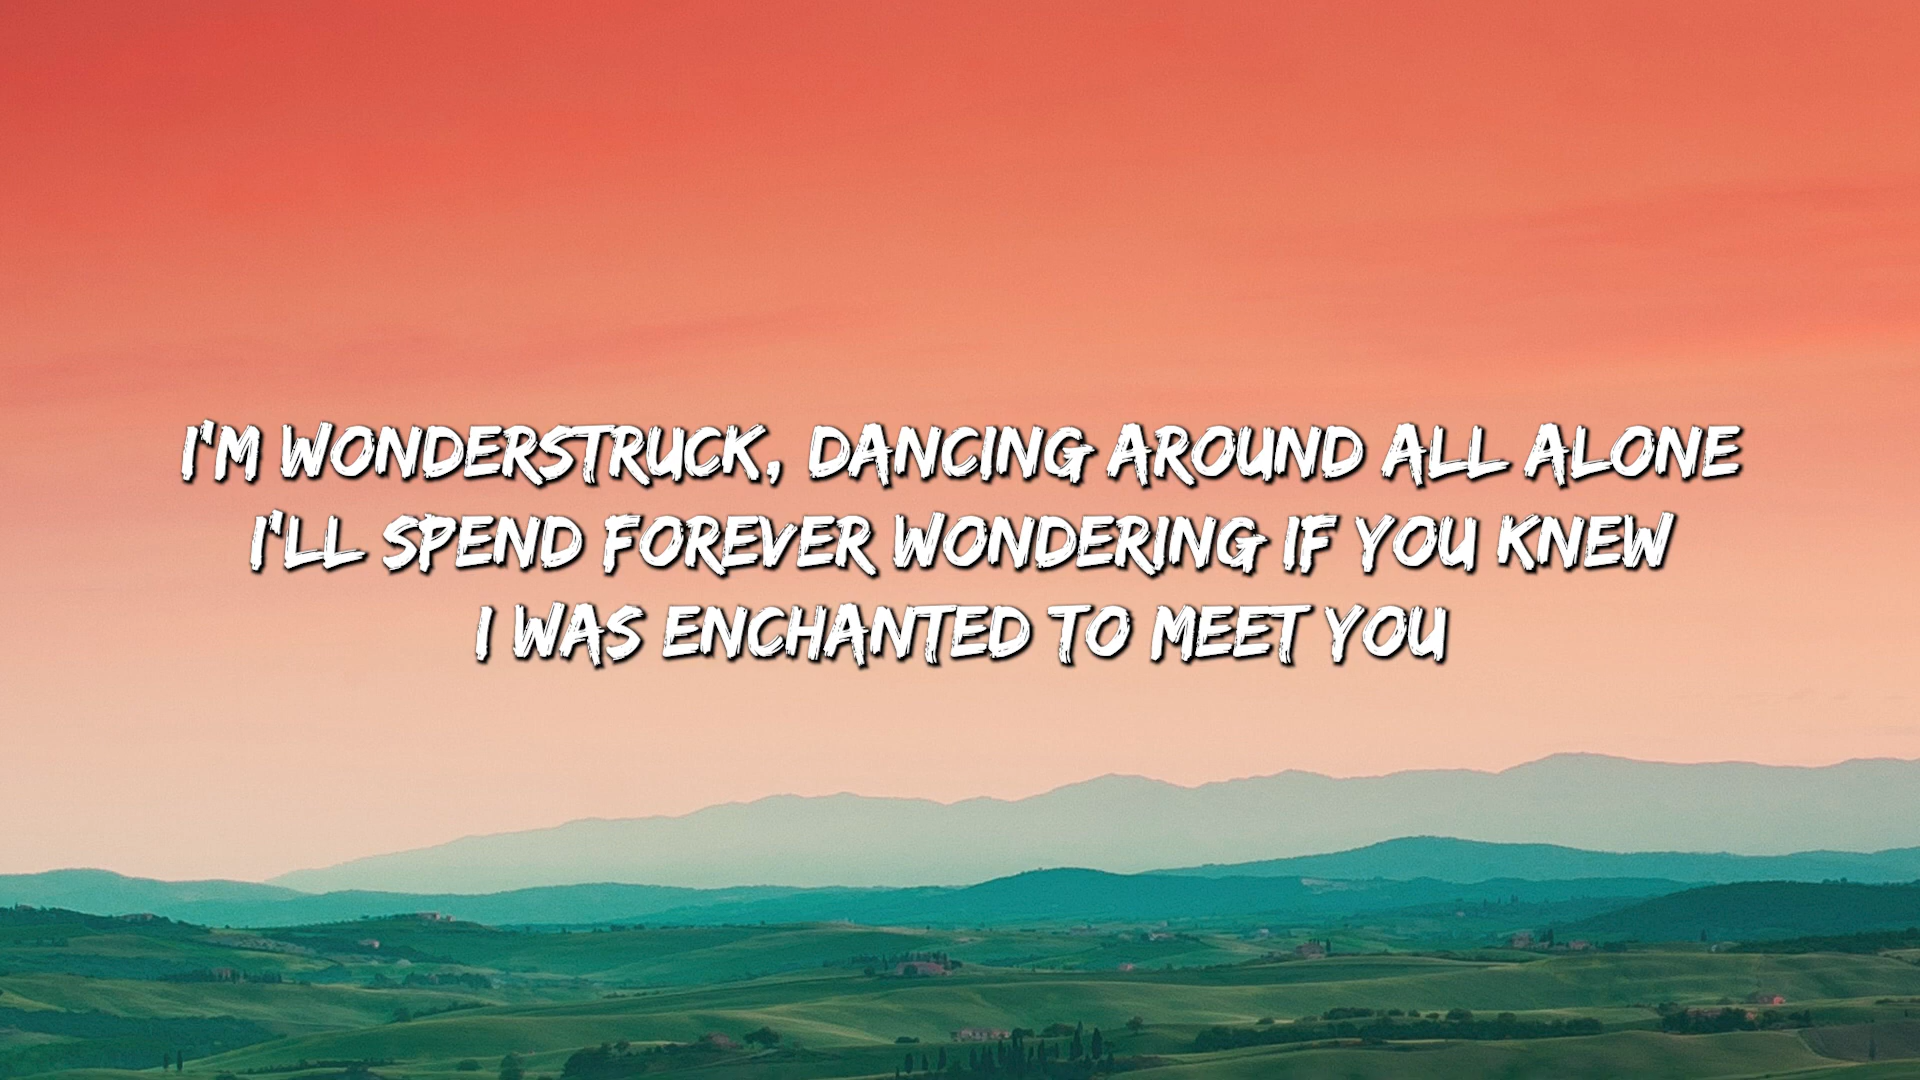 I'M WONDERSTRUCK, DANCING AROUND ALL ALONE
I'LL SPEND FOREVER WONDERING IF YOU KNEW
I WAS ENCHANTED TO MEET YOU